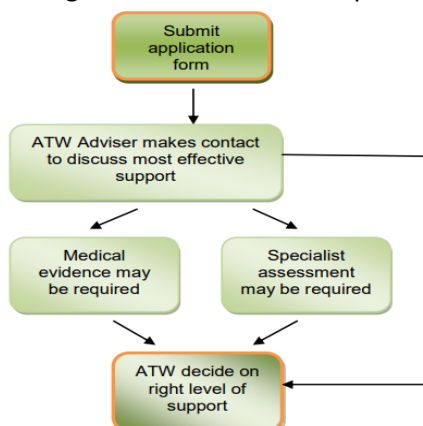 Submit
application
form
ATW Adviser makes contact
to discuss most effective
support
Medical
evidence may
be required
Specialist
assessment
may be required
ATW decide on
right level of
support